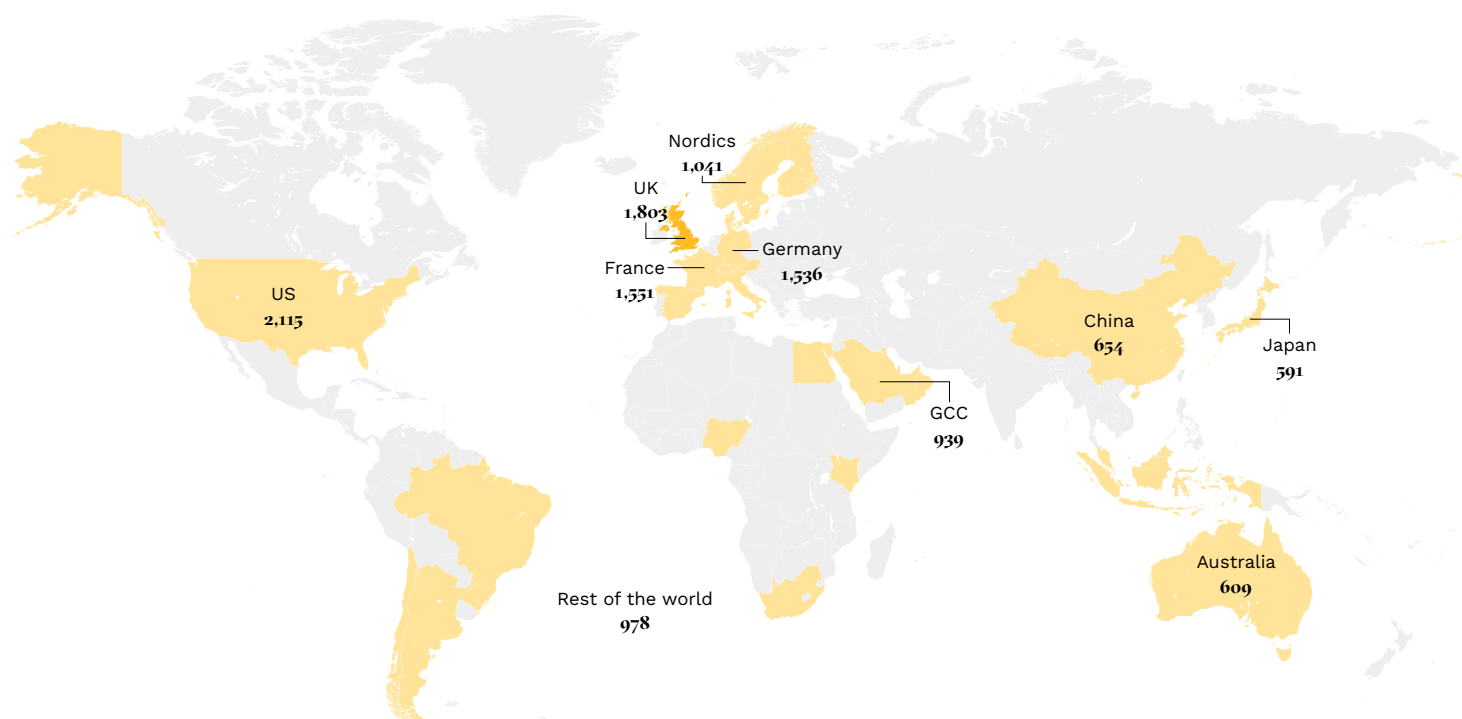 Nordics
1,041
UK
1,803
Germany
1,536
France
1,551
US
2,115
China
654
Japan
591
GCC
939
Australia
609
Rest of the world
978